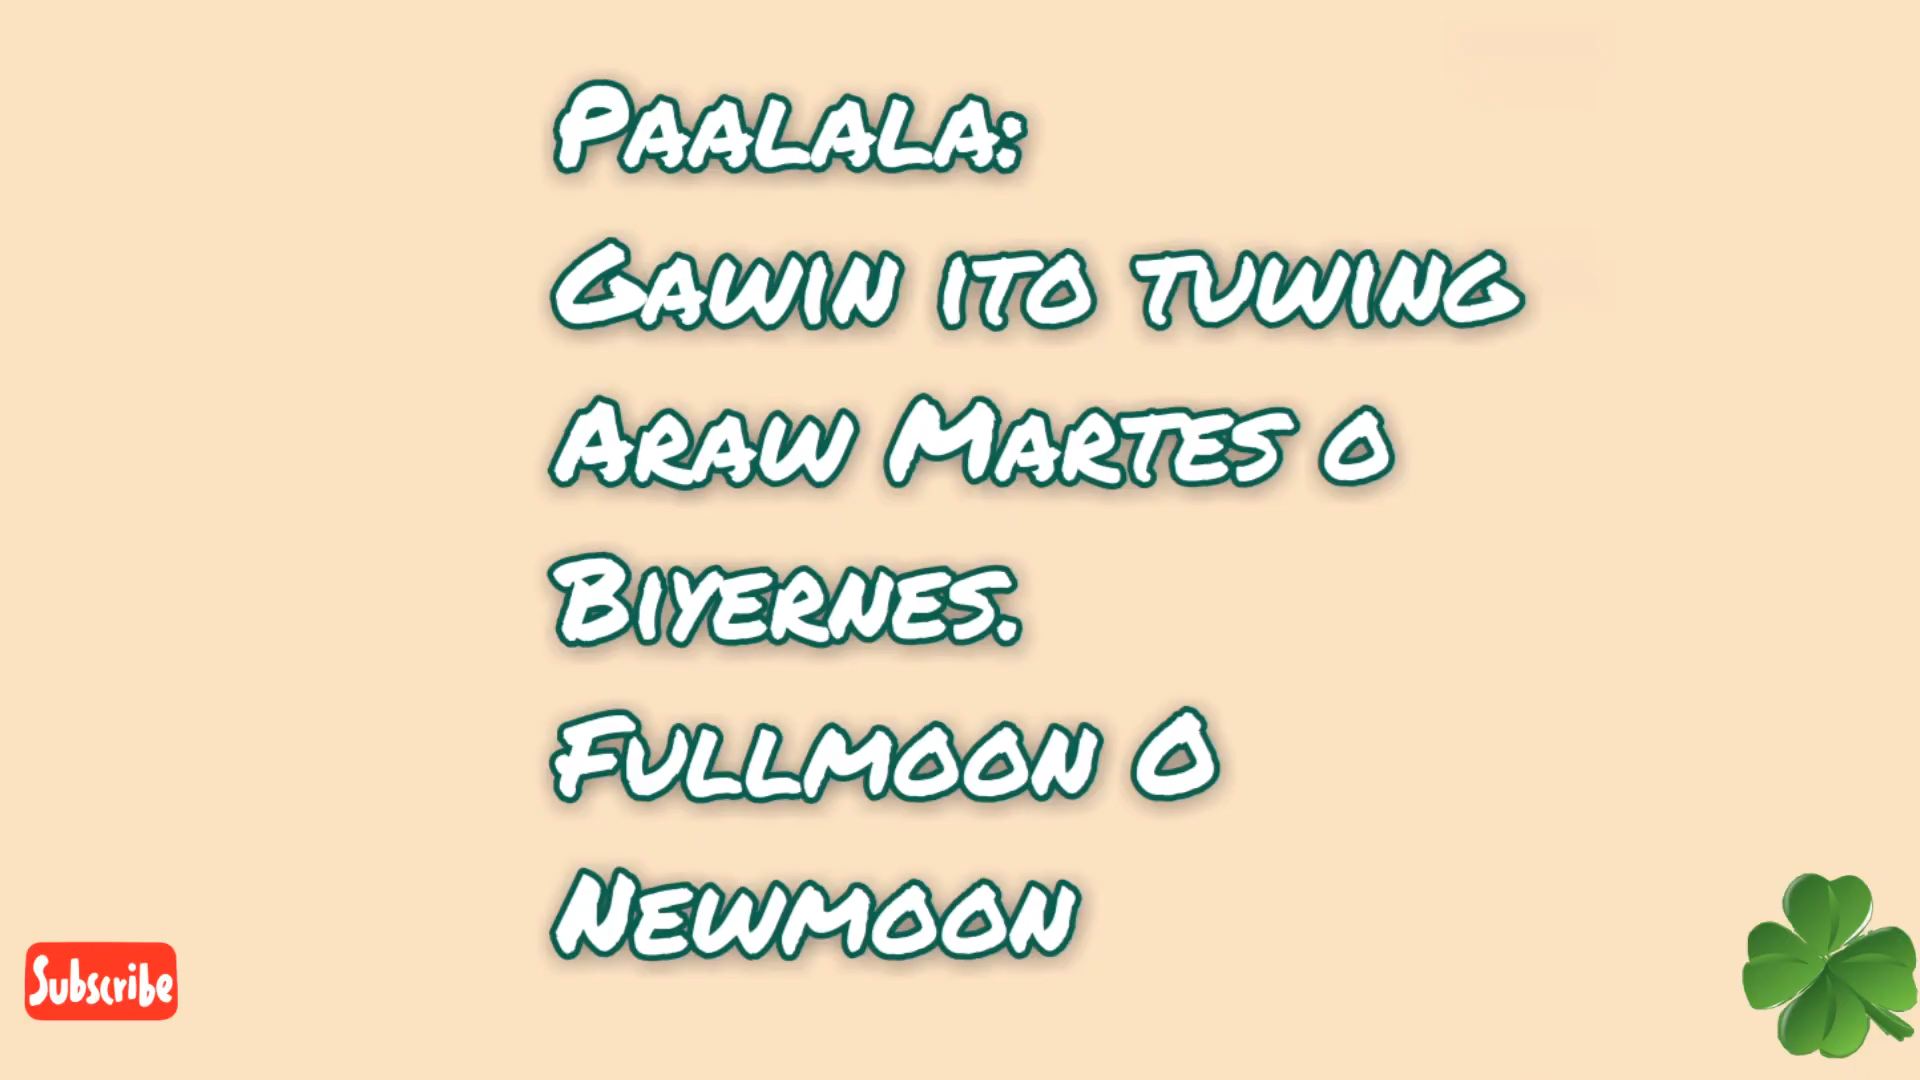 Paalala:
Gawin ito tuwing
Araw Martes o
Biyernes.
Fullmoon O
Newmoon
Subscribe